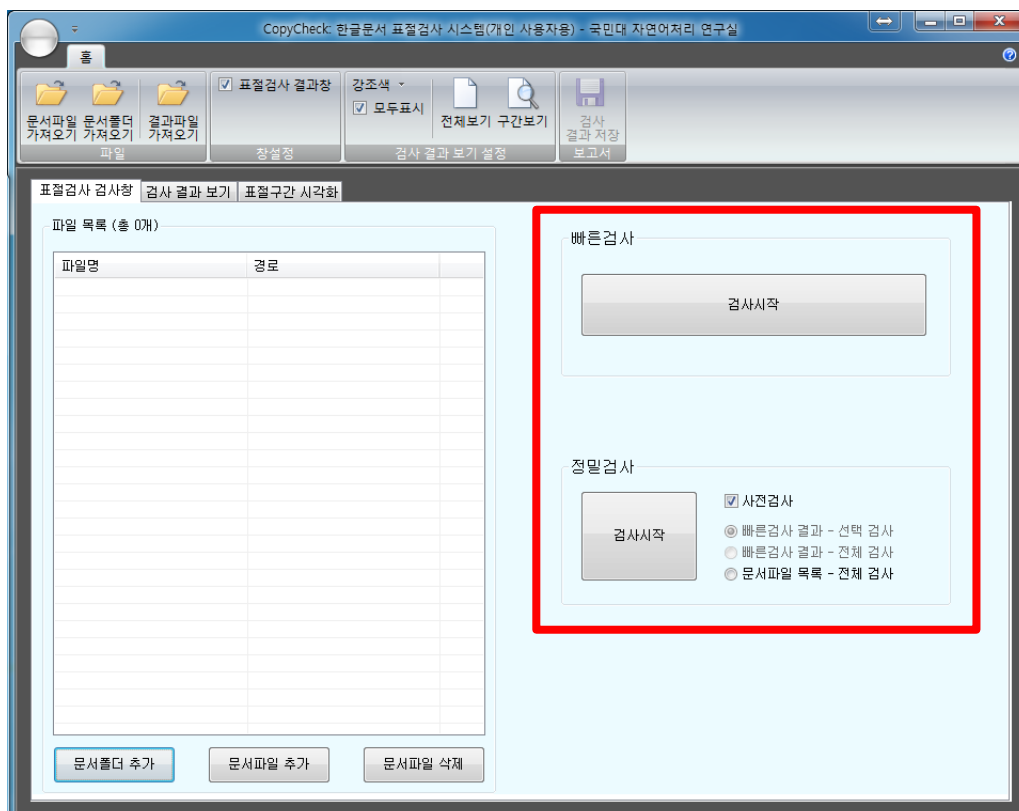 CopyCheck: 한글문서 표절검사 시스템(개인 사용자용) - 국민대 자연어처리 연구실
홈
문서파일 가져오기
문서폴더 가져오기
결과파일 가져오기
파일
표절검사 결과창
창설정
강조색
모두표시
전체보기
구간보기
검사 결과 보기 설정
검사 결과 저장
보고서
표절검사 검사창
검사 결과 보기
표절구간 시각화
파일 목록 (총 0개)
파일명
경로
문서폴더 추가
문서파일 추가
문서파일 삭제
빠른검사
검사시작
정밀검사
검사시작
사전검사
빠른검사 결과 - 선택 검사
빠른검사 결과 - 전체 검사
문서파일 목록 - 전체 검사